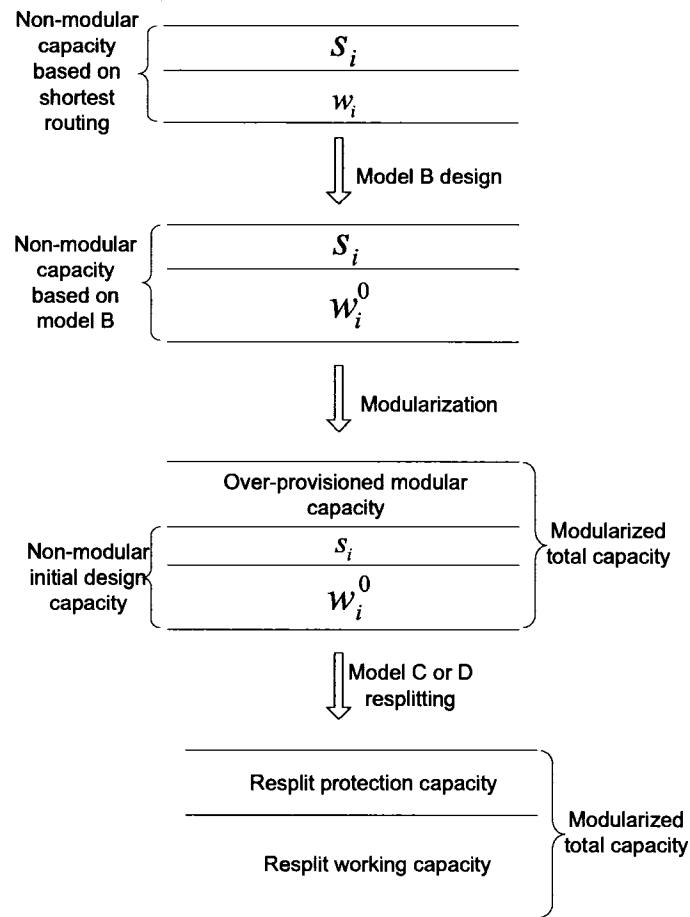 Non-modular
capacity
based on
shortest
routing
S_i
w_i
Model B design
Non-modular
capacity
based on
model B
S_i
w_i^0
Modularization
Over-provisioned modular
capacity
Non-modular
initial design
capacity
s_i
w_i^0
Modularized
total capacity
Model C or D
resplitting
Resplit protection capacity
Resplit working capacity
Modularized
total capacity